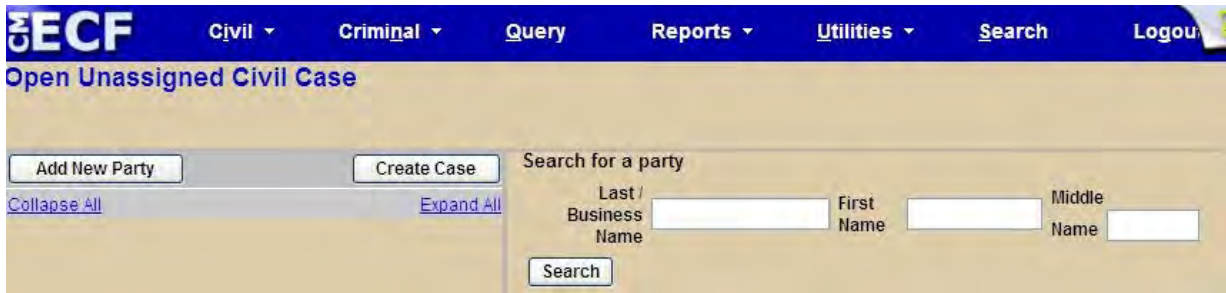 CM ECF Civil Criminal Query Reports Utilities Search Logout
Open Unassigned Civil Case
Add New Party Create Case
Collapse All Expand All
Search for a party
Last / Business Name First Name Middle Name
Search